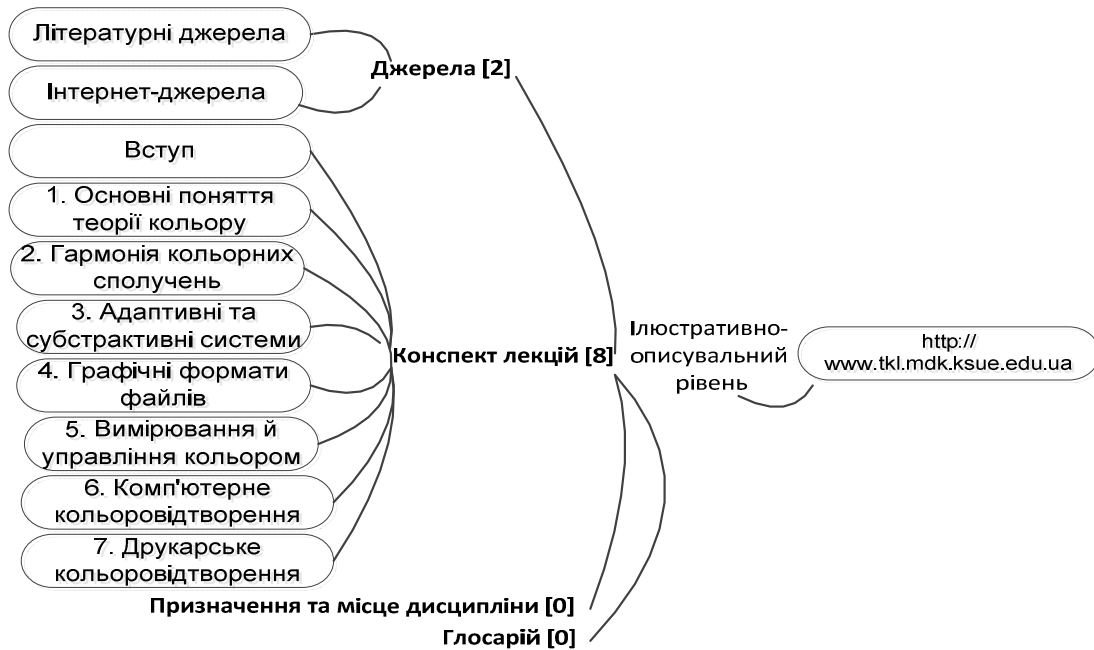 Літературні джерела
Джерела [2]
Інтернет-джерела
Вступ
1. Основні поняття
теорії кольору
2. Гармонія кольорних
сполучень
3. Адаптивні та
субстрактивні системи
Конспект лекцій [8]
4. Графічні формати
файлів
5. Вимірювання й
управління кольором
6. Комп'ютерне
кольоровідтворення
7. Друкарське
кольоровідтворення
Призначення та місце дисципліни [0]
Глосарій [0]
Ілюстративно-
описувальний
рівень
http://
www.tkl.mdk.ksue.edu.ua